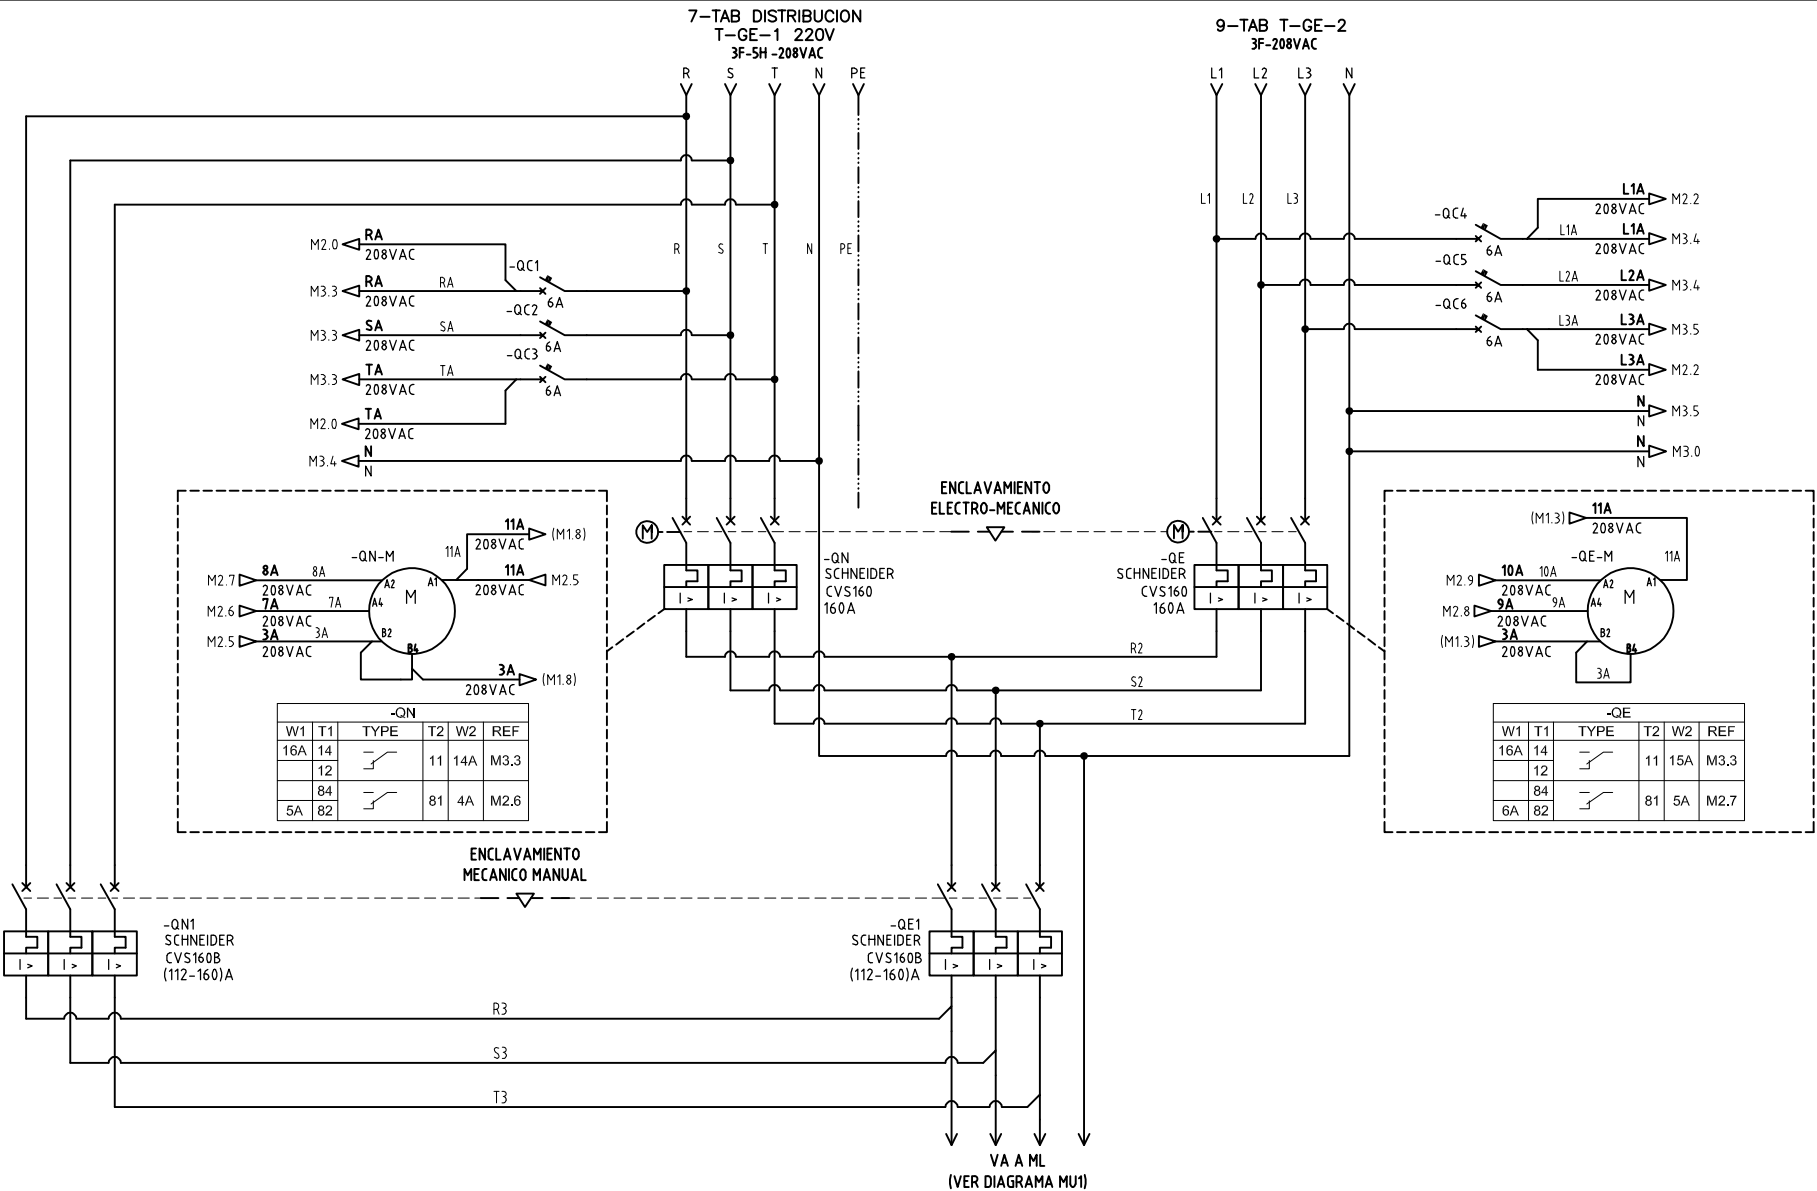 7-TAB DISTRIBUCION
T-GE-1 220V
3F-5H -208VAC
R S T N PE
9-TAB T-GE-2
3F-208VAC
L1 L2 L3 N
R S T N PE
L1 L2 L3
M2.0 RA
208VAC
-QC1
M3.3 RA RA
208VAC
6A
-QC2
M3.3 SA SA
208VAC
6A
-QC3
M3.3 TA TA
208VAC
6A
M2.0 TA
208VAC
M3.4 N
N
L1A M2.2
208VAC
-QC4
L1A L1A M3.4
6A 208VAC
-QC5
L2A L2A M3.4
6A 208VAC
-QC6
L3A L3A M3.5
6A 208VAC
L3A M2.2
208VAC
N M3.5
N
N M3.0
N
ENCLAVAMIENTO
ELECTRO-MECANICO
M
M
-QN
SCHNEIDER
CVS160
160A
I > I > I >
-QE
SCHNEIDER
CVS160
160A
I > I > I >
11A (M1.8)
208VAC
11A
-QN-M
11A M2.5
208VAC
M2.7 8A 8A
208VAC
M2.6 7A 7A
208VAC
M2.5 3A 3A
208VAC
A2 A1
A4 M
B2
B4
3A (M1.8)
208VAC
-QN
W1 T1 TYPE T2 W2 REF
16A 14 11 14A M3.3
12
84 81 4A M2.6
5A 82
(M1.3) 11A
208VAC
11A
-QE-M
M2.9 10A 10A
208VAC
M2.8 9A 9A
208VAC
(M1.3) 3A
208VAC
A2 A1
A4 M
B2
B4
3A
-QE
W1 T1 TYPE T2 W2 REF
16A 14 11 15A M3.3
12
84 81 5A M2.7
6A 82
R2
S2
T2
ENCLAVAMIENTO
MECANICO MANUAL
-QN1
SCHNEIDER
CVS160B
(112-160)A
I > I > I >
-QE1
SCHNEIDER
CVS160B
(112-160)A
I > I > I >
R3
S3
T3
VA A ML
(VER DIAGRAMA MU1)